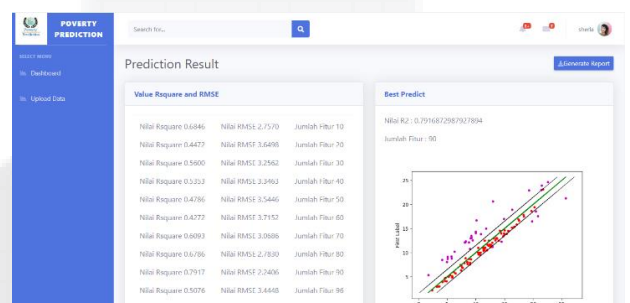 POVERTY
PREDICTION
Search for...
sheila
SELECT MENU
Dashboard
Upload Data
Prediction Result
Generate Report
Value Rsquare and RMSE
Nilai Rsquare 0.6846 Nilai RMSE 2.7570 Jumlah Fitur 10
Nilai Rsquare 0.4472 Nilai RMSE 3.6498 Jumlah Fitur 20
Nilai Rsquare 0.5600 Nilai RMSE 3.2562 Jumlah Fitur 30
Nilai Rsquare 0.5353 Nilai RMSE 3.3463 Jumlah Fitur 40
Nilai Rsquare 0.4786 Nilai RMSE 3.5446 Jumlah Fitur 50
Nilai Rsquare 0.4272 Nilai RMSE 3.7152 Jumlah Fitur 60
Nilai Rsquare 0.6093 Nilai RMSE 3.0686 Jumlah Fitur 70
Nilai Rsquare 0.6786 Nilai RMSE 2.7830 Jumlah Fitur 80
Nilai Rsquare 0.7917 Nilai RMSE 2.2406 Jumlah Fitur 90
Nilai Rsquare 0.5076 Nilai RMSE 3.4448 Jumlah Fitur 96
Best Predict
Nilai R2 : 0.7916872987927894
Jumlah Fitur : 90
25
20
15
10
5
Label